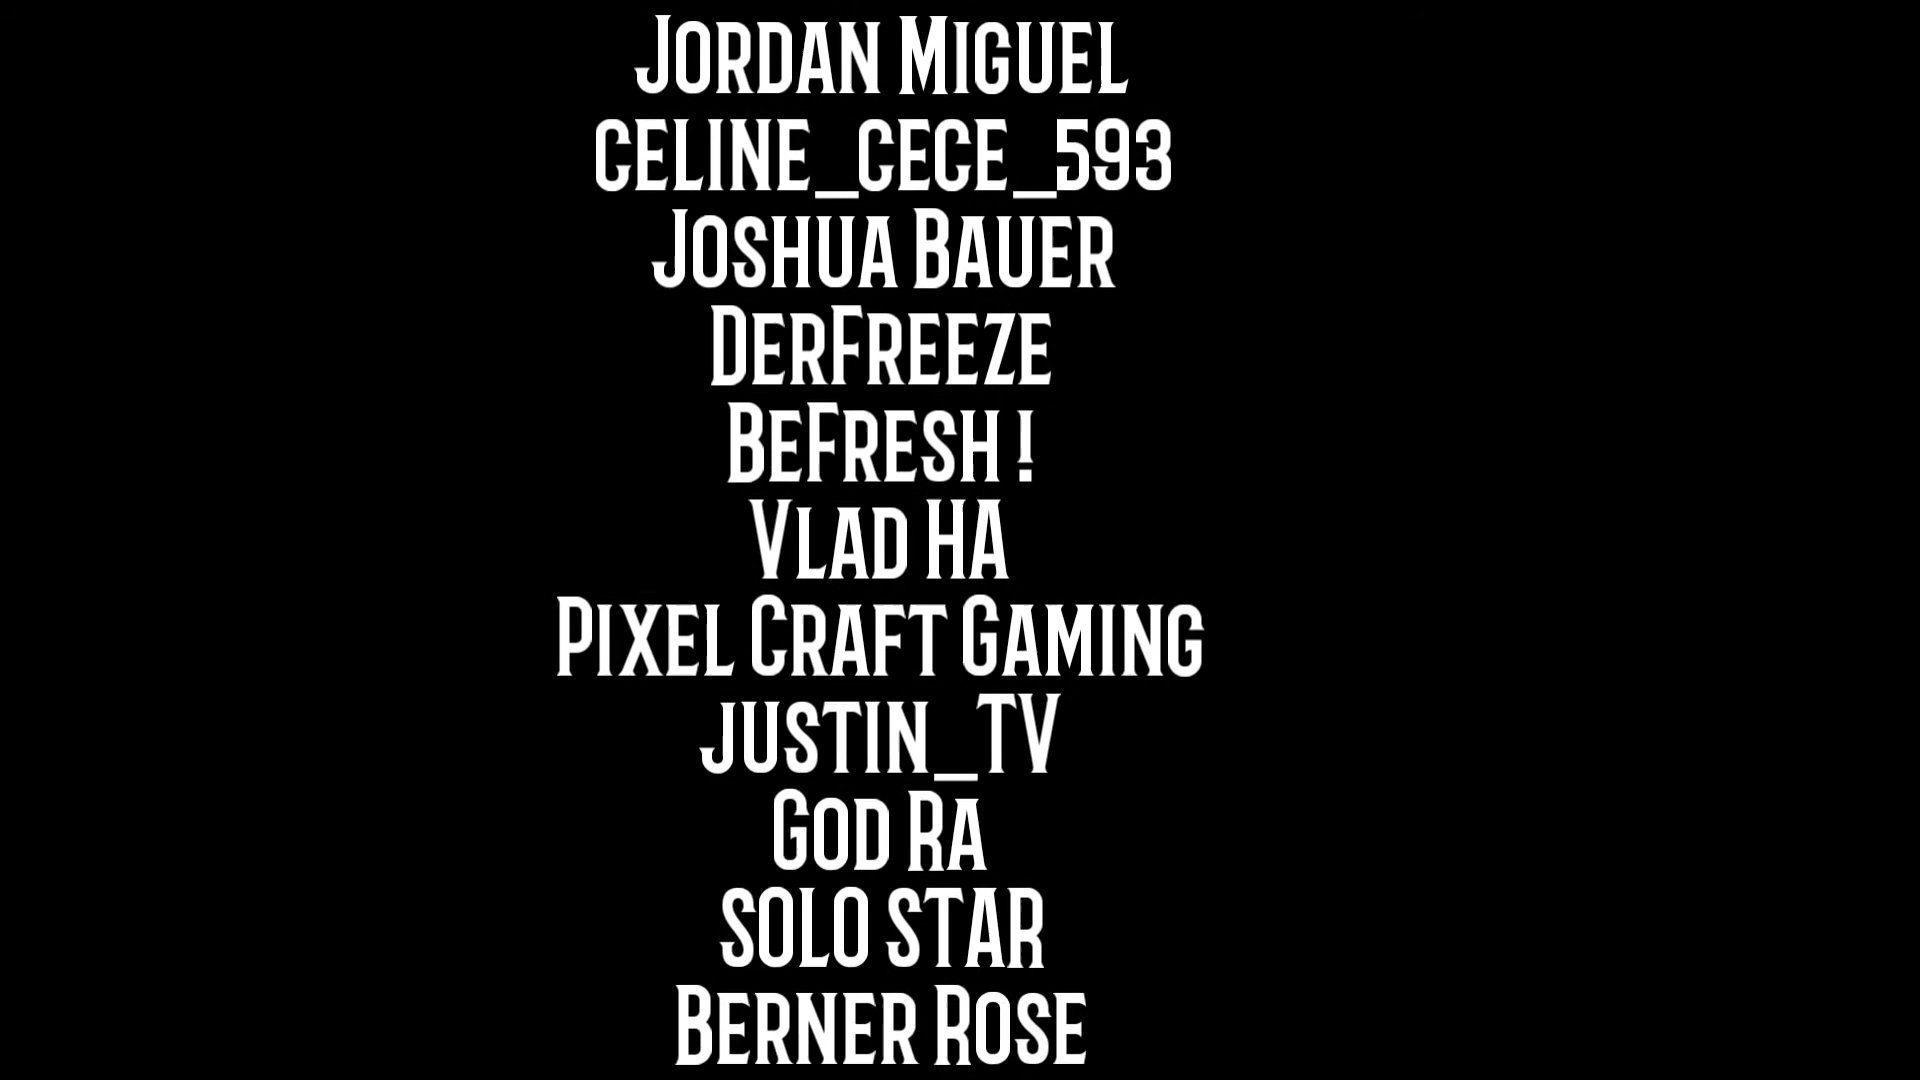 Jordan Miguel
celine_cece_593
Joshua Bauer
DerFreeze
BeFresh !
Vlad HA
Pixel Craft Gaming
justin_TV
God Ra
SOLO STAR
Berner Rose